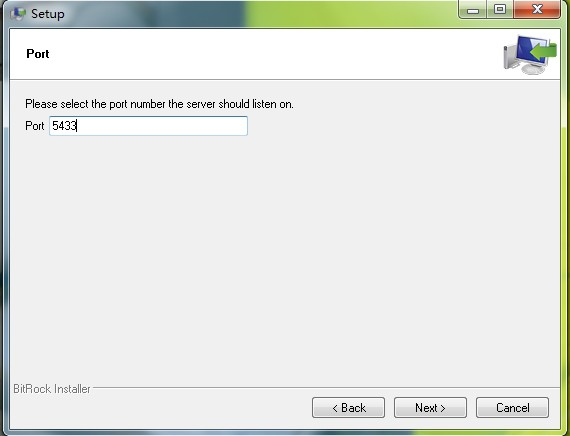 Setup
Port
Please select the port number the server should listen on.
Port 5433
BitRock Installer
< Back Next > Cancel